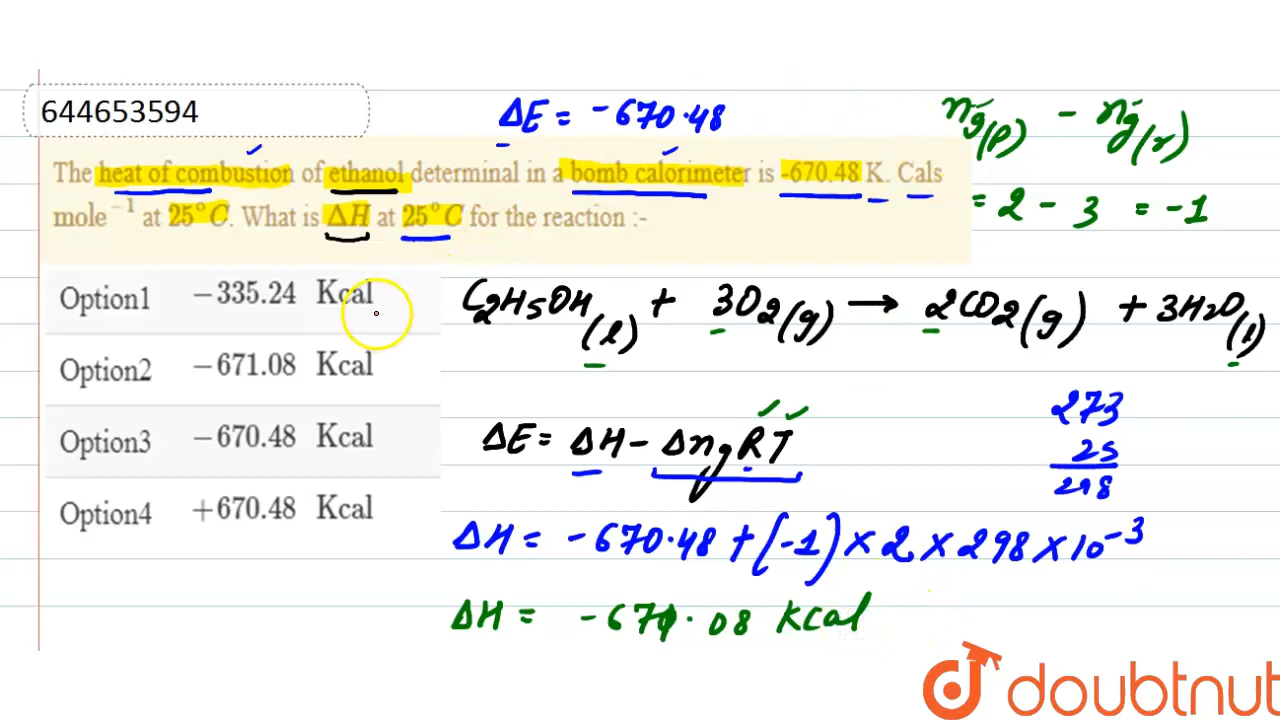 644653594
ΔE = -670.48
n̄g(p) - n̄g(r)
= 2 - 3 = -1
The heat of combustion of ethanol determinal in a bomb calorimeter is -670.48 K. Cals
mole⁻¹ at 25°C. What is ΔH at 25°C for the reaction :-
Option1 −335.24 Kcal
Option2 −671.08 Kcal
Option3 −670.48 Kcal
Option4 +670.48 Kcal
C₂H₅OH(l) + 3O₂(g) → 2CO₂(g) + 3H₂O(l)
ΔE = ΔH - Δng RT
273
25
298
ΔH = -670.48 + (-1) × 2 × 298 × 10⁻³
ΔH = -671.08 Kcal
doubtnut